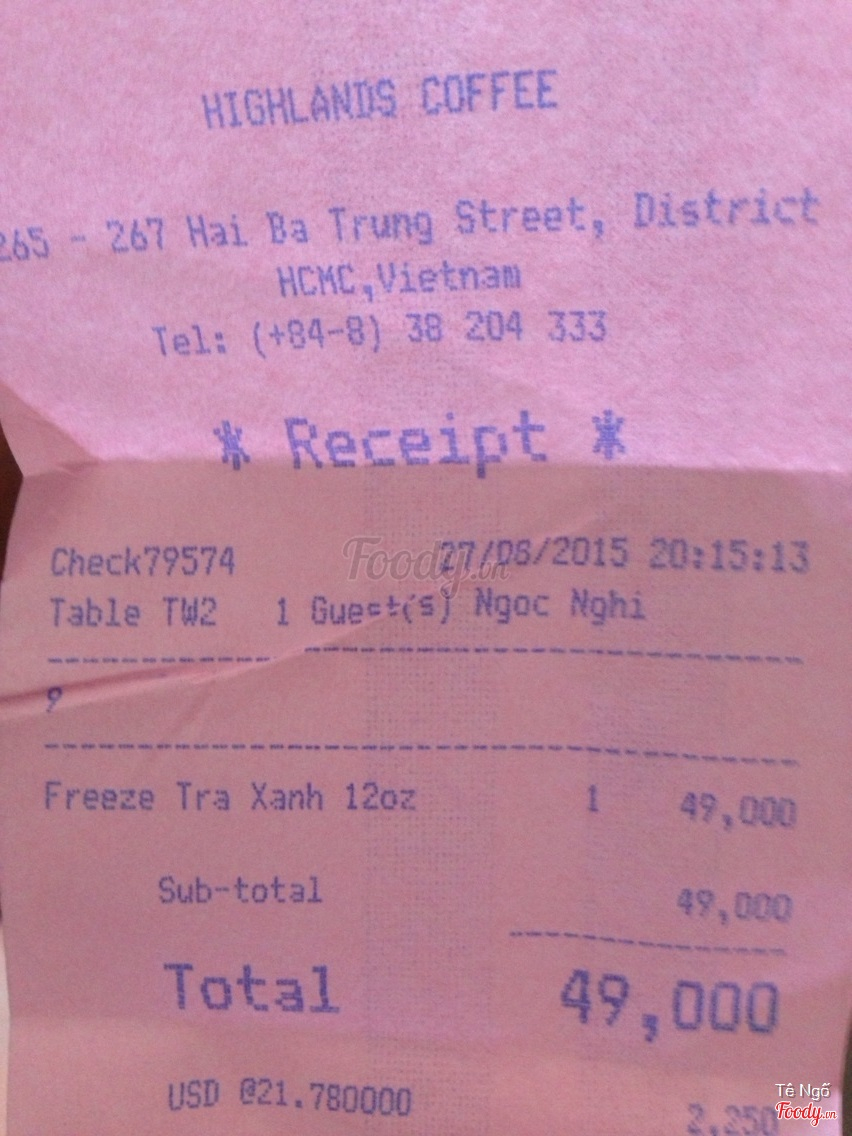 HIGHLANDS COFFEE
265 - 267 Hai Ba Trung Street, District
HCMC,Vietnam
Tel: (+84-8) 38 204 333
* Receipt *
Check79574 27/08/2015 20:15:13
Table TW2 1 Guest(s) Ngoc Nghi
9
Freeze Tra Xanh 12oz 1 49,000
Sub-total 49,000
Total 49,000
USD @21.780000 2.250
Foody.vn
Tê Ngố
Foody.vn